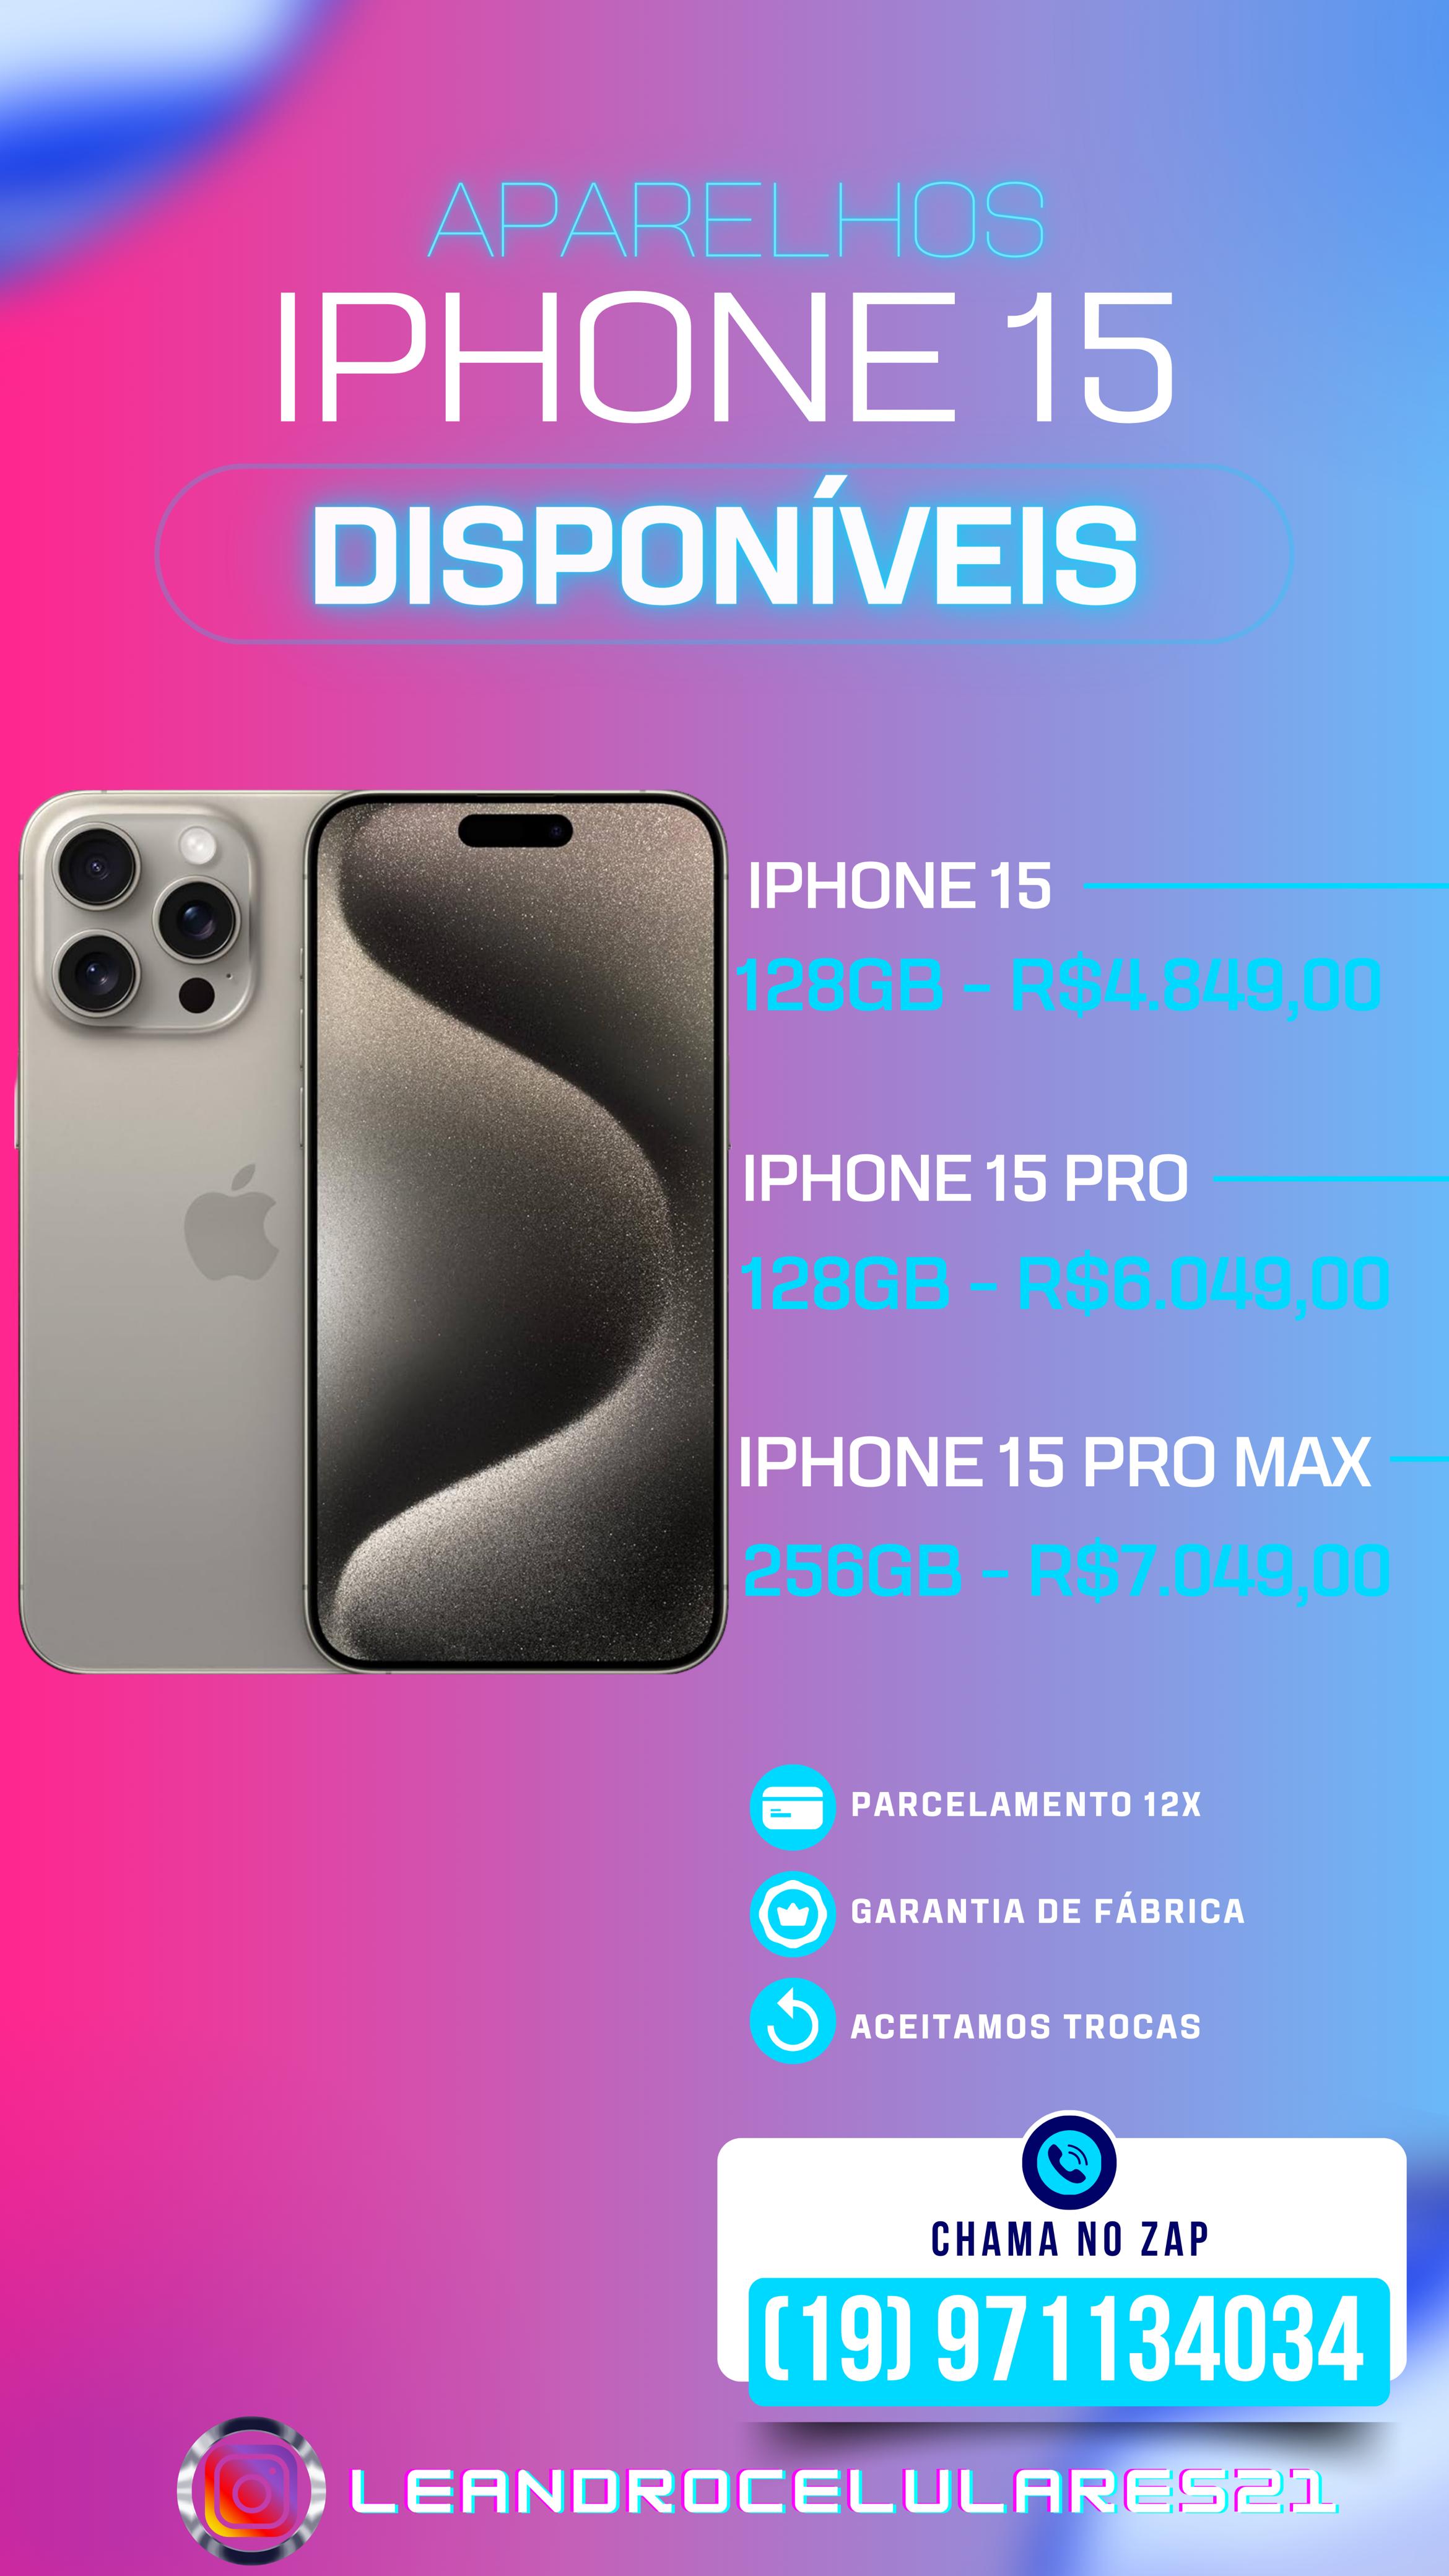 APARELHOS
IPHONE 15
DISPONÍVEIS
IPHONE 15
128GB - R$4.849,00
IPHONE 15 PRO
128GB - R$6.049,00
IPHONE 15 PRO MAX
256GB - R$7.049,00
PARCELAMENTO 12X
GARANTIA DE FÁBRICA
ACEITAMOS TROCAS
CHAMA NO ZAP
(19) 971134034
LEANDROCELULARES21